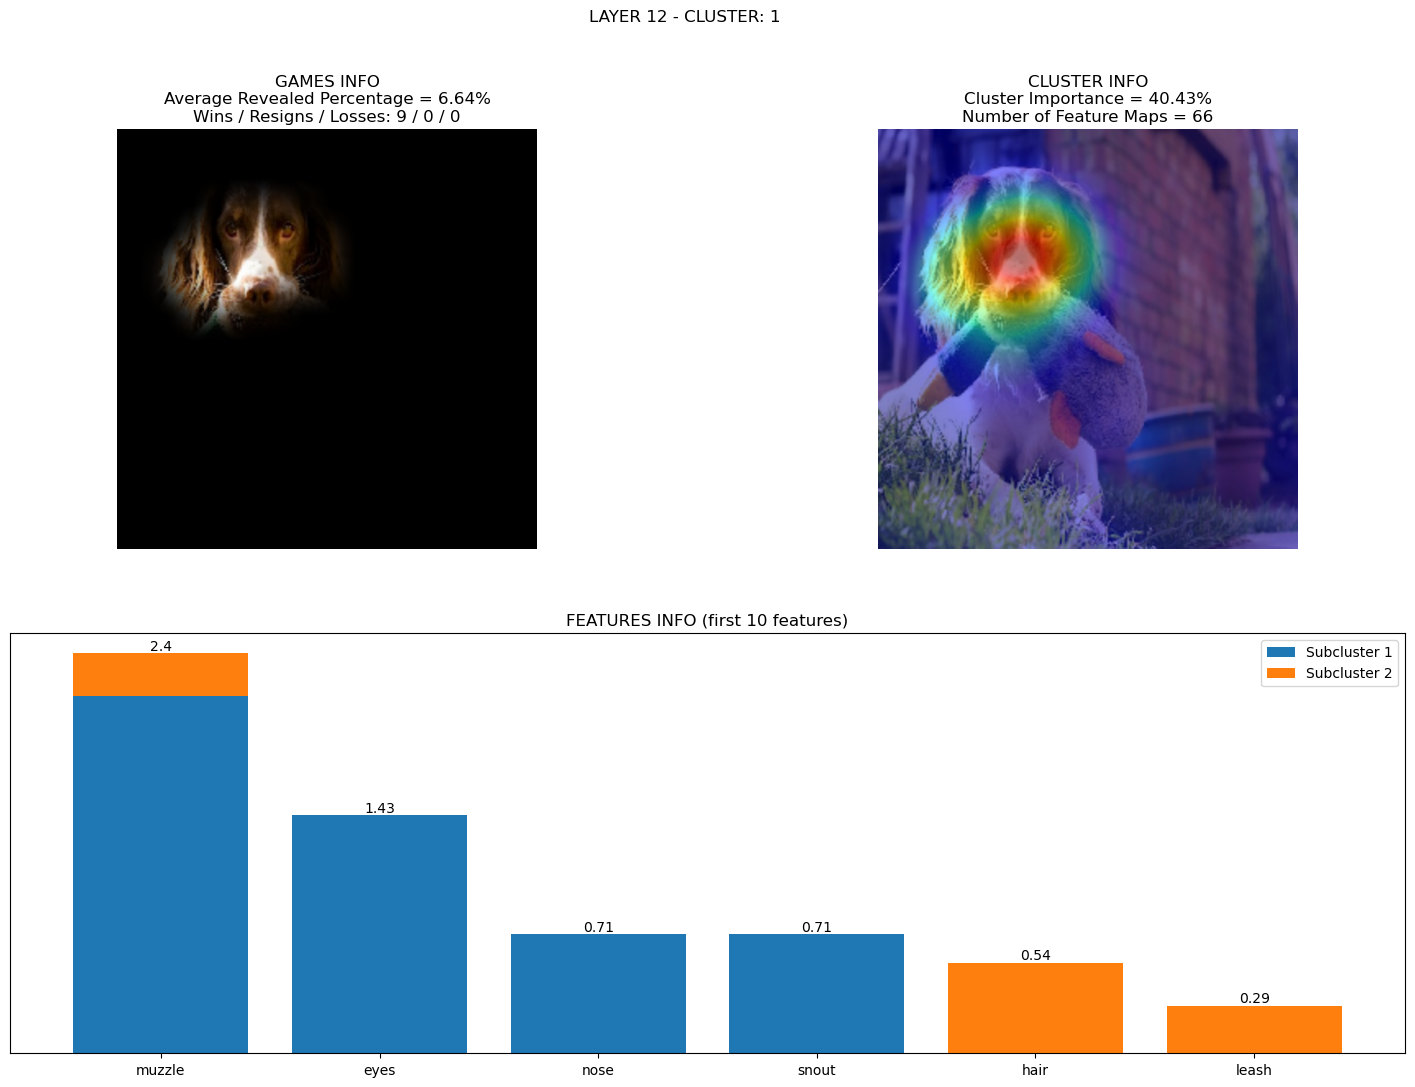 LAYER 12 - CLUSTER: 1
GAMES INFO
Average Revealed Percentage = 6.64%
Wins / Resigns / Losses: 9 / 0 / 0
CLUSTER INFO
Cluster Importance = 40.43%
Number of Feature Maps = 66
FEATURES INFO (first 10 features)
Subcluster 1
Subcluster 2
2.4
1.43
0.71
0.71
0.54
0.29
muzzle
eyes
nose
snout
hair
leash